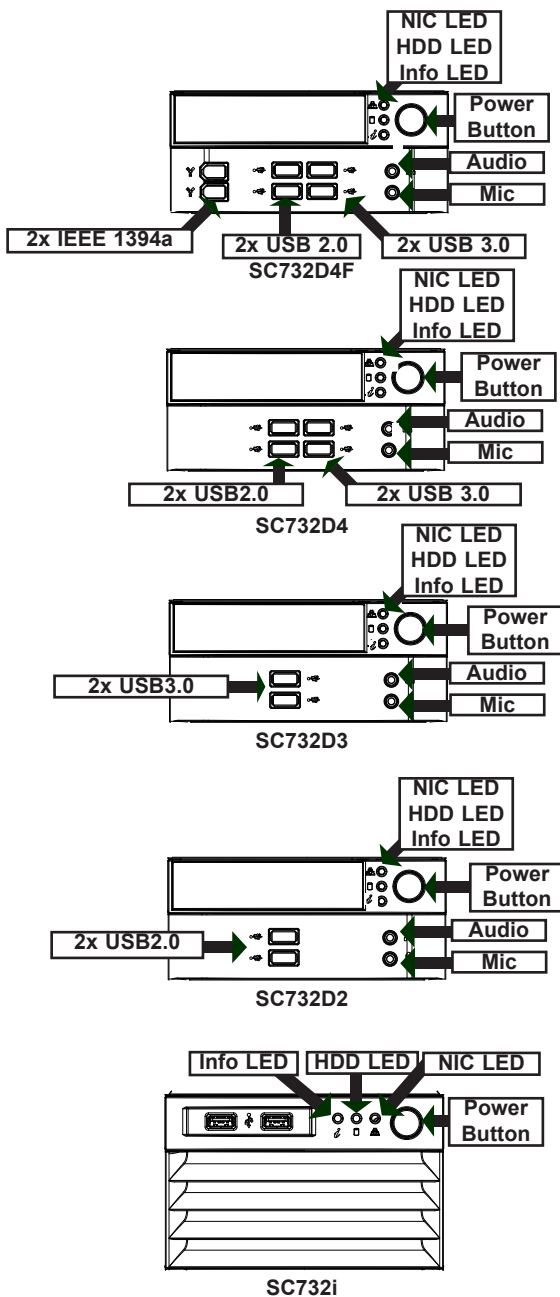 NIC LED
HDD LED
Info LED
Power
Button
Audio
Mic
2x IEEE 1394a
2x USB 2.0
2x USB 3.0
SC732D4F
NIC LED
HDD LED
Info LED
Power
Button
Audio
Mic
2x USB2.0
2x USB 3.0
SC732D4
NIC LED
HDD LED
Info LED
Power
Button
2x USB3.0
Audio
Mic
SC732D3
NIC LED
HDD LED
Info LED
Power
Button
2x USB2.0
Audio
Mic
SC732D2
Info LED
HDD LED
NIC LED
Power
Button
SC732i